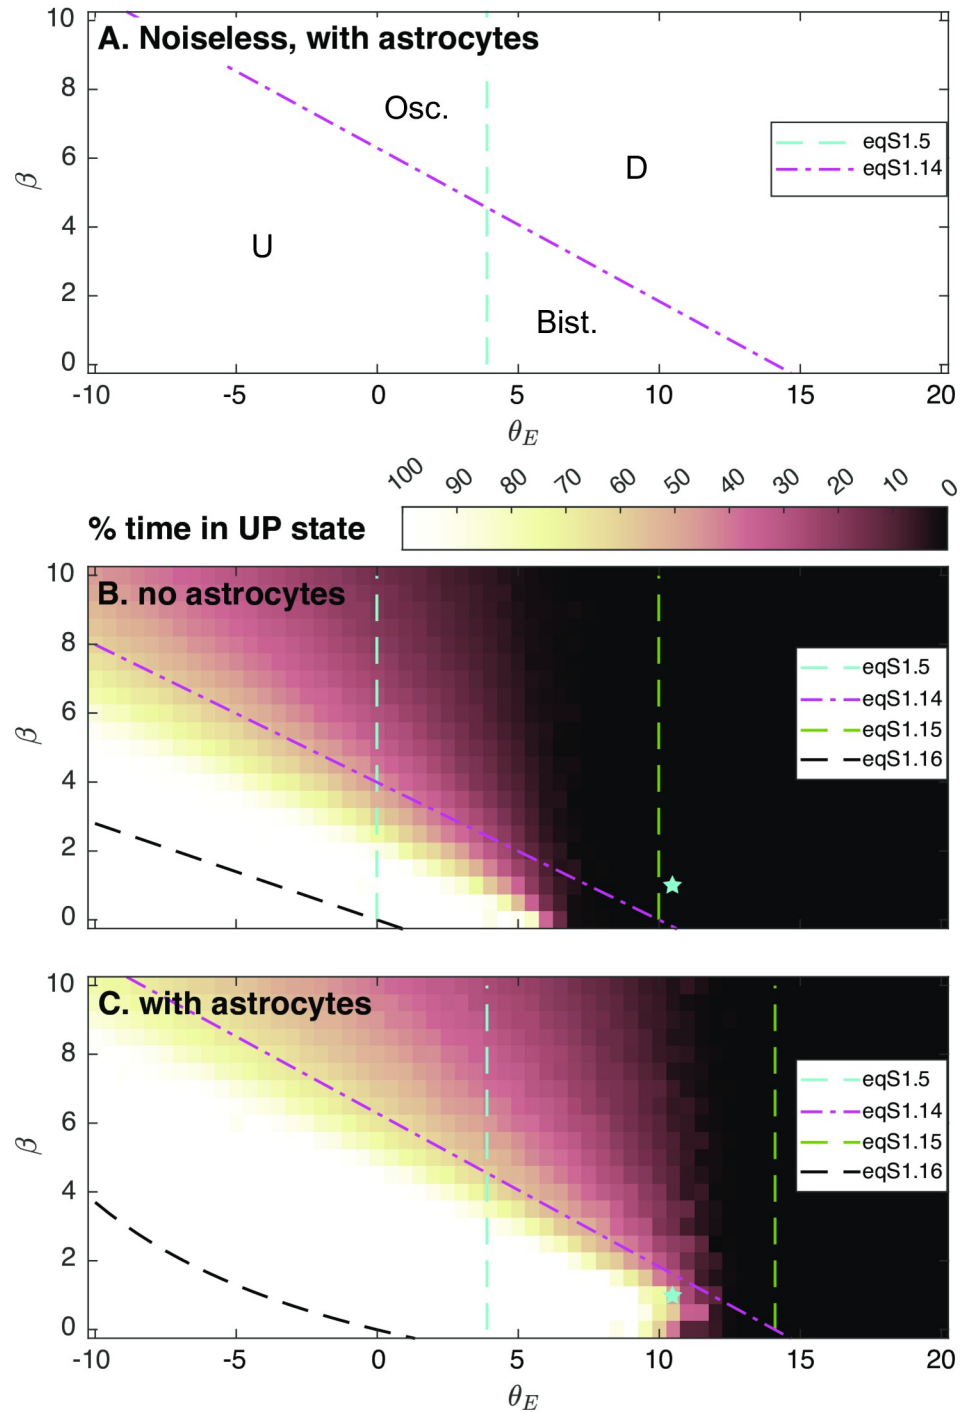 A. Noiseless, with astrocytes
10
8
6
4
2
0
β
Osc.
D
U
Bist.
eqS1.5
eqS1.14
-10 -5 0 5 10 15 20
θE
100 90 80 70 60 50 40 30 20 10 0
% time in UP state
B. no astrocytes
10
8
6
4
2
0
β
eqS1.5
eqS1.14
eqS1.15
eqS1.16
C. with astrocytes
10
8
6
4
2
0
β
eqS1.5
eqS1.14
eqS1.15
eqS1.16
-10 -5 0 5 10 15 20
θE